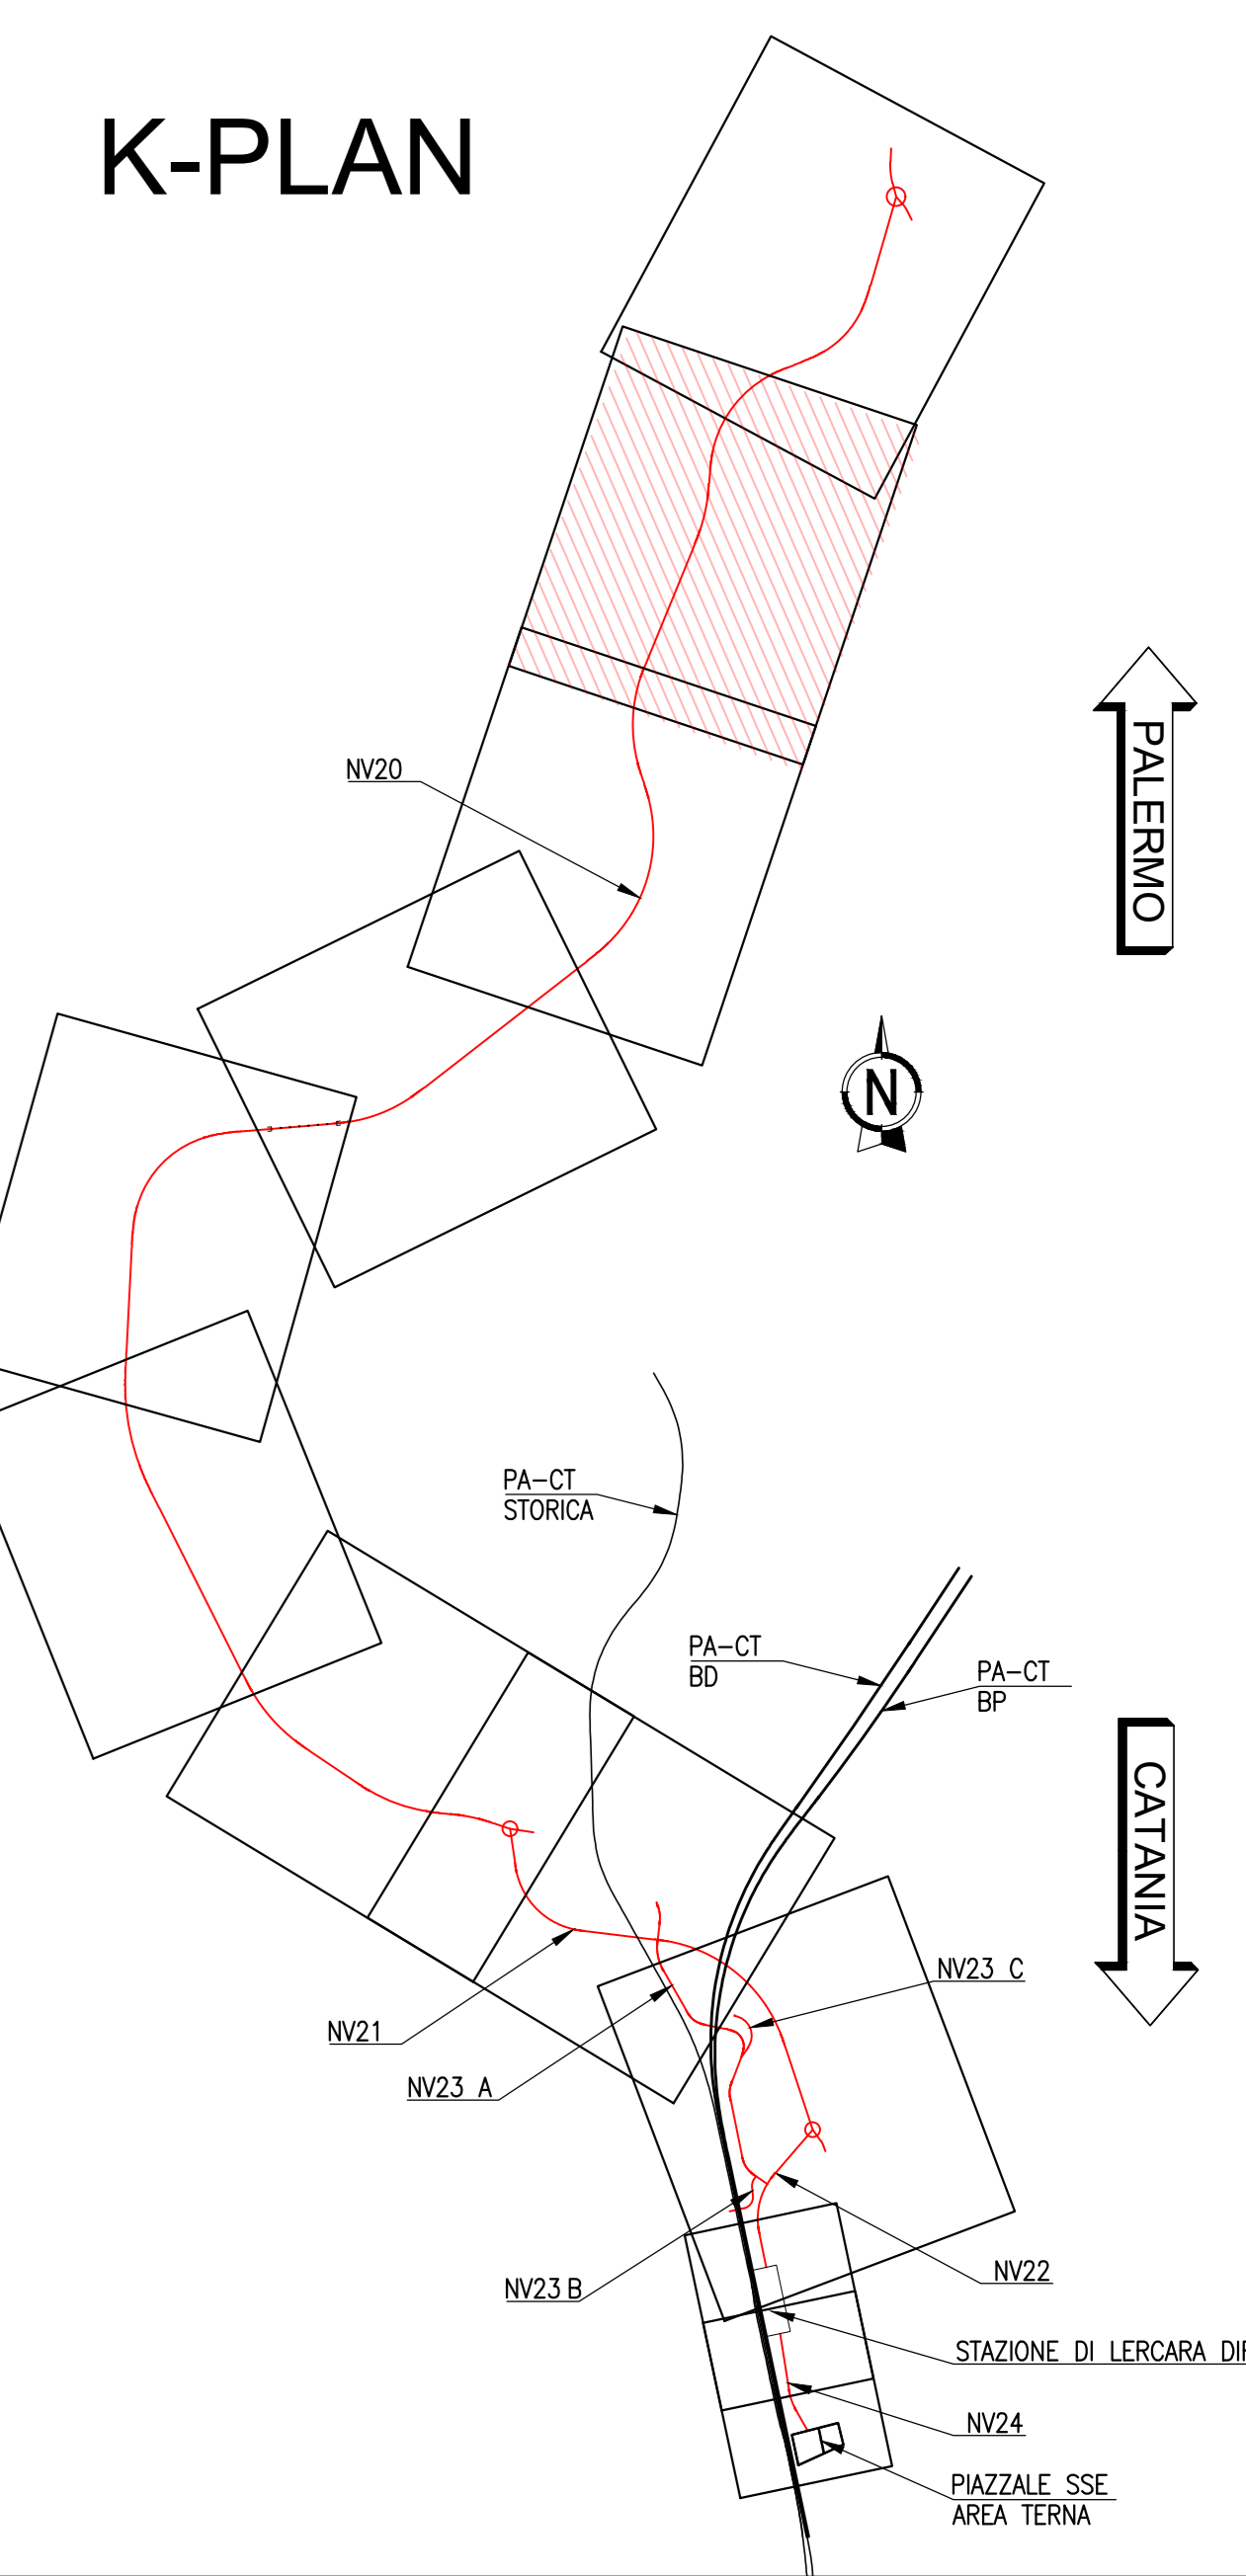 K-PLAN
PALERMO
NV20
N
PA-CT
STORICA
PA-CT
BD
PA-CT
BP
CATANIA
NV23 C
NV21
NV23 A
NV22
NV23 B
STAZIONE DI LERCARA
NV24
PIAZZALE SSE
AREA TERNA